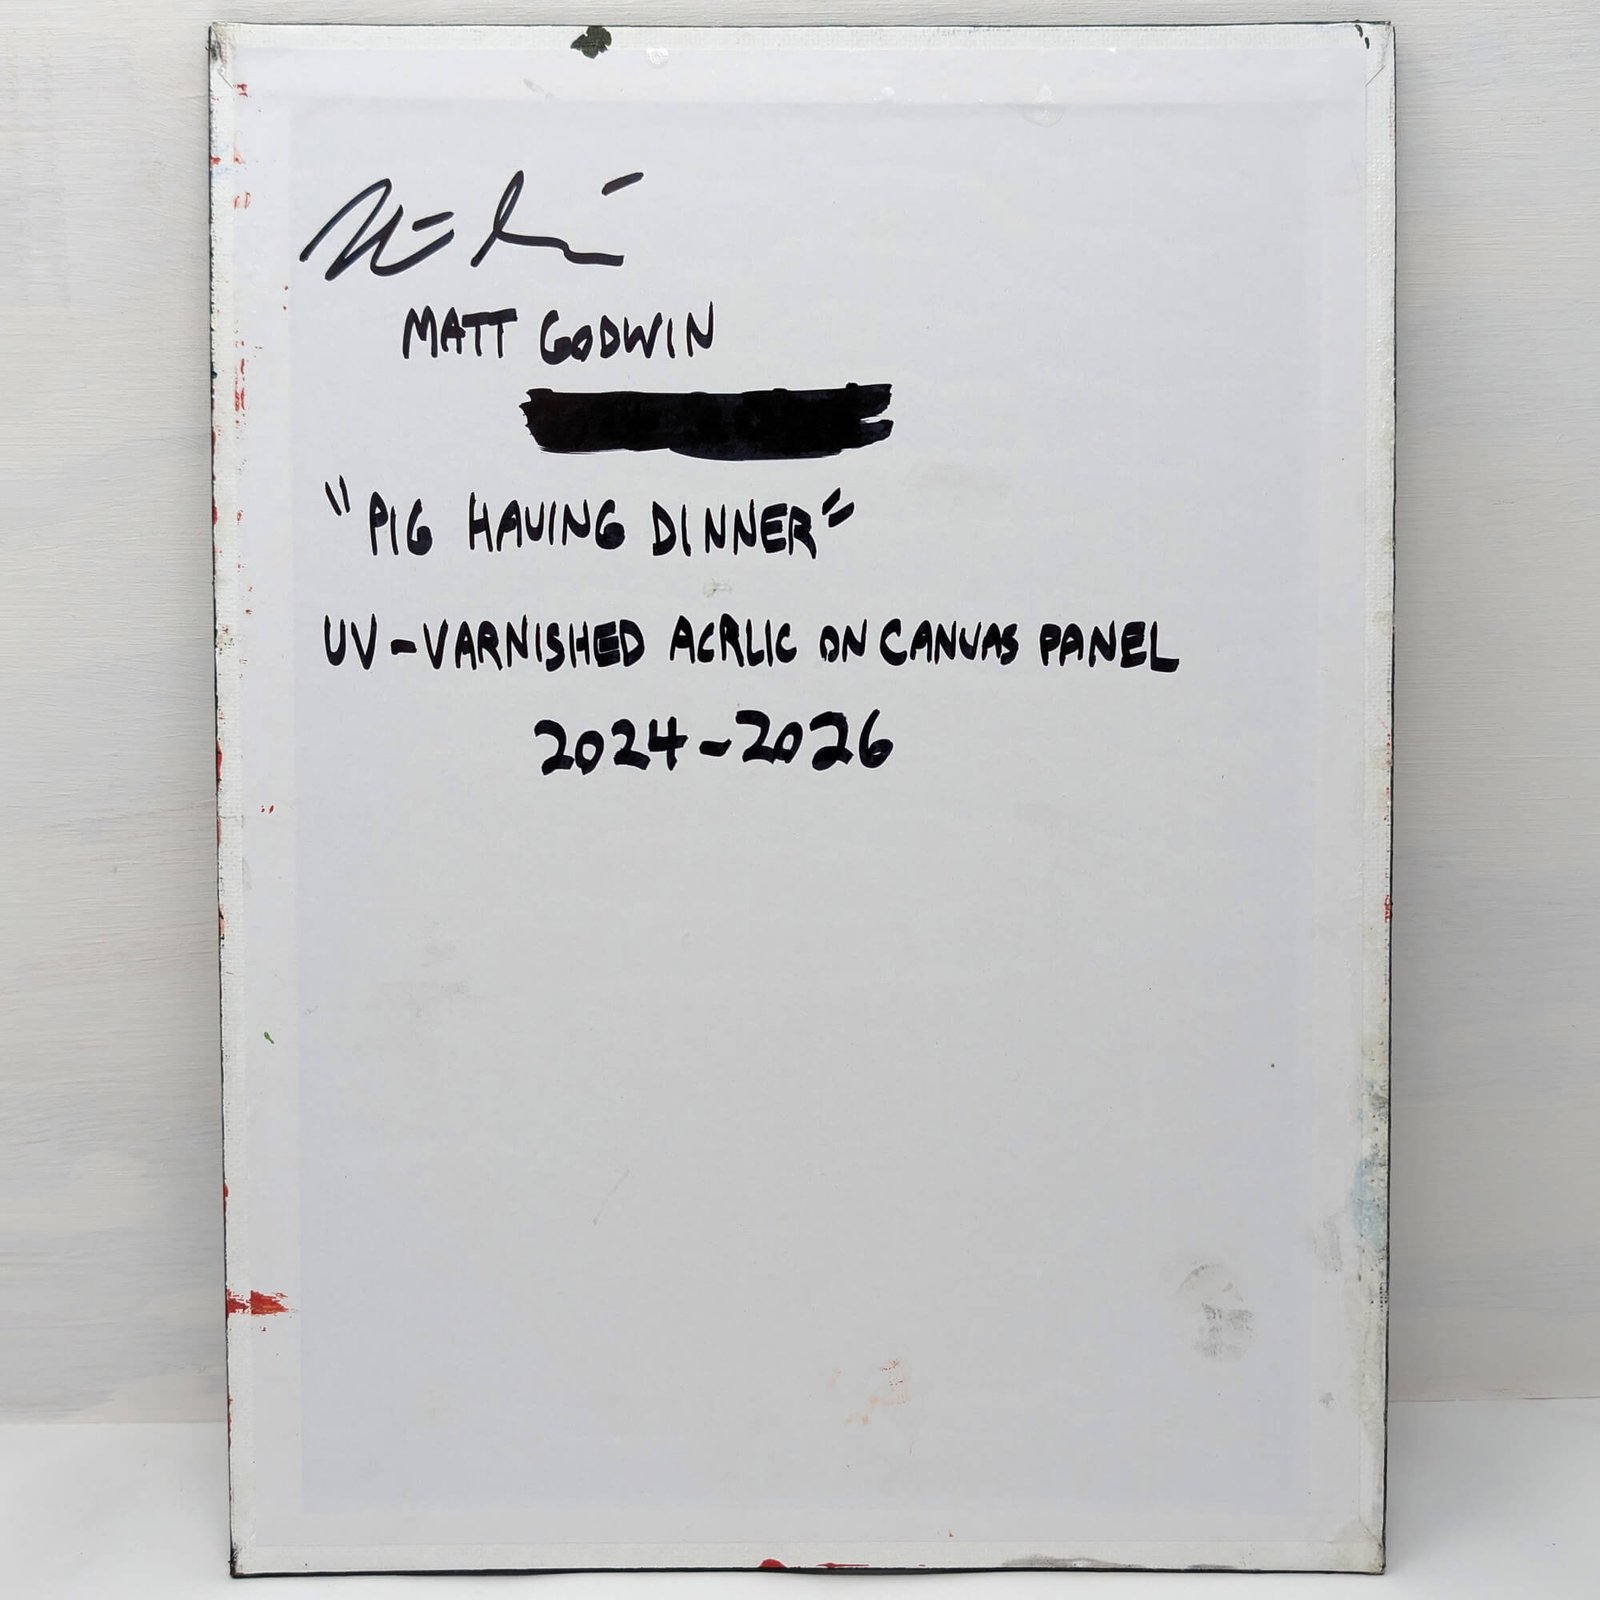 MATT GODWIN
"PIG HAVING DINNER"
UV-VARNISHED ACRLIC ON CANVAS PANEL
2024-2026